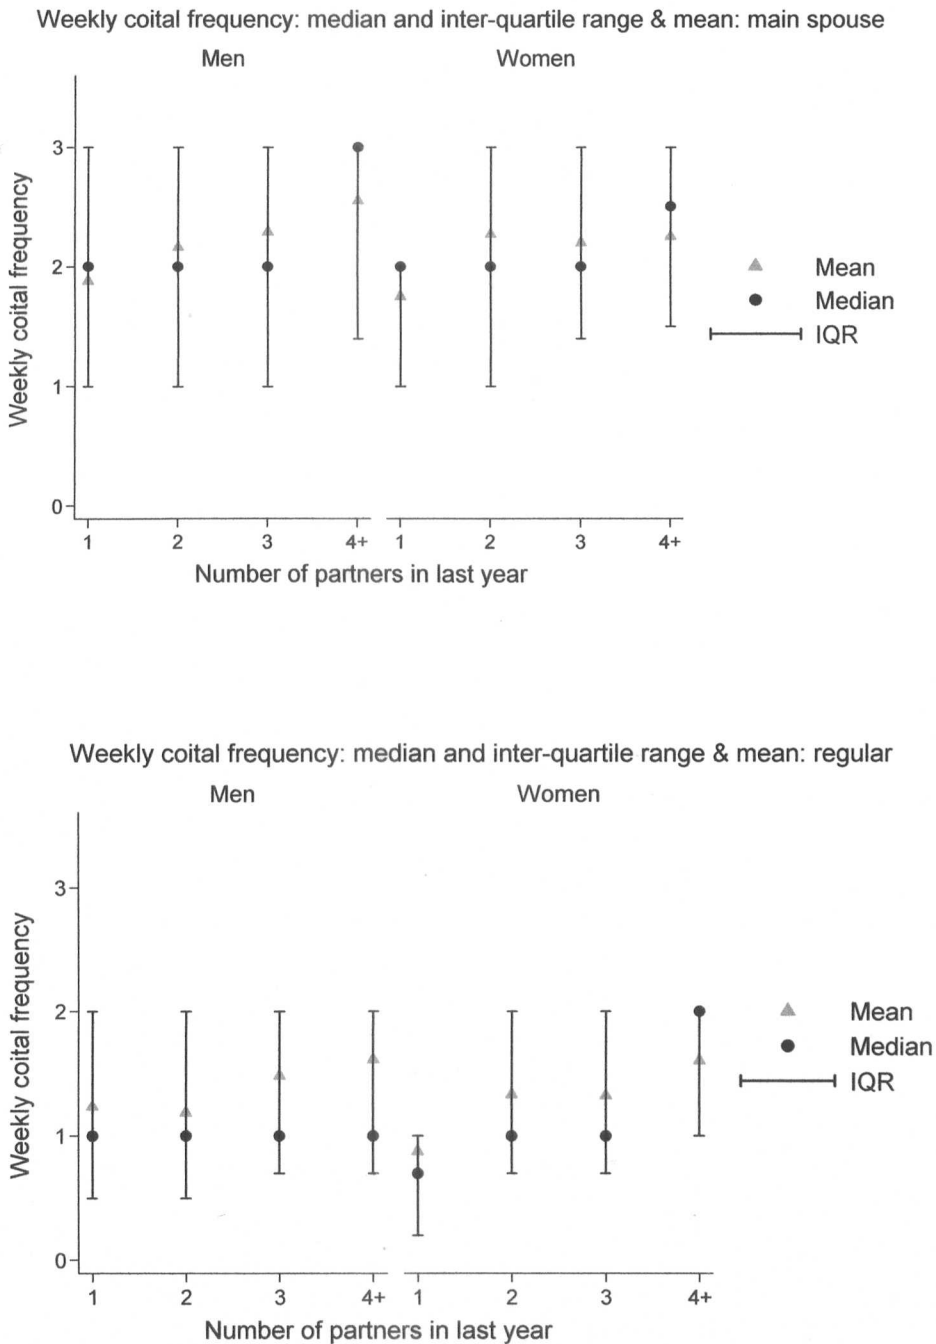 Weekly coital frequency: median and inter-quartile range & mean: main spouse
Men
Women
Weekly coital frequency
3
2
1
0
Mean
Median
IQR
1 2 3 4+ 1 2 3 4+
Number of partners in last year
Weekly coital frequency: median and inter-quartile range & mean: regular
Men
Women
Weekly coital frequency
3
2
1
0
Mean
Median
IQR
1 2 3 4+ 1 2 3 4+
Number of partners in last year